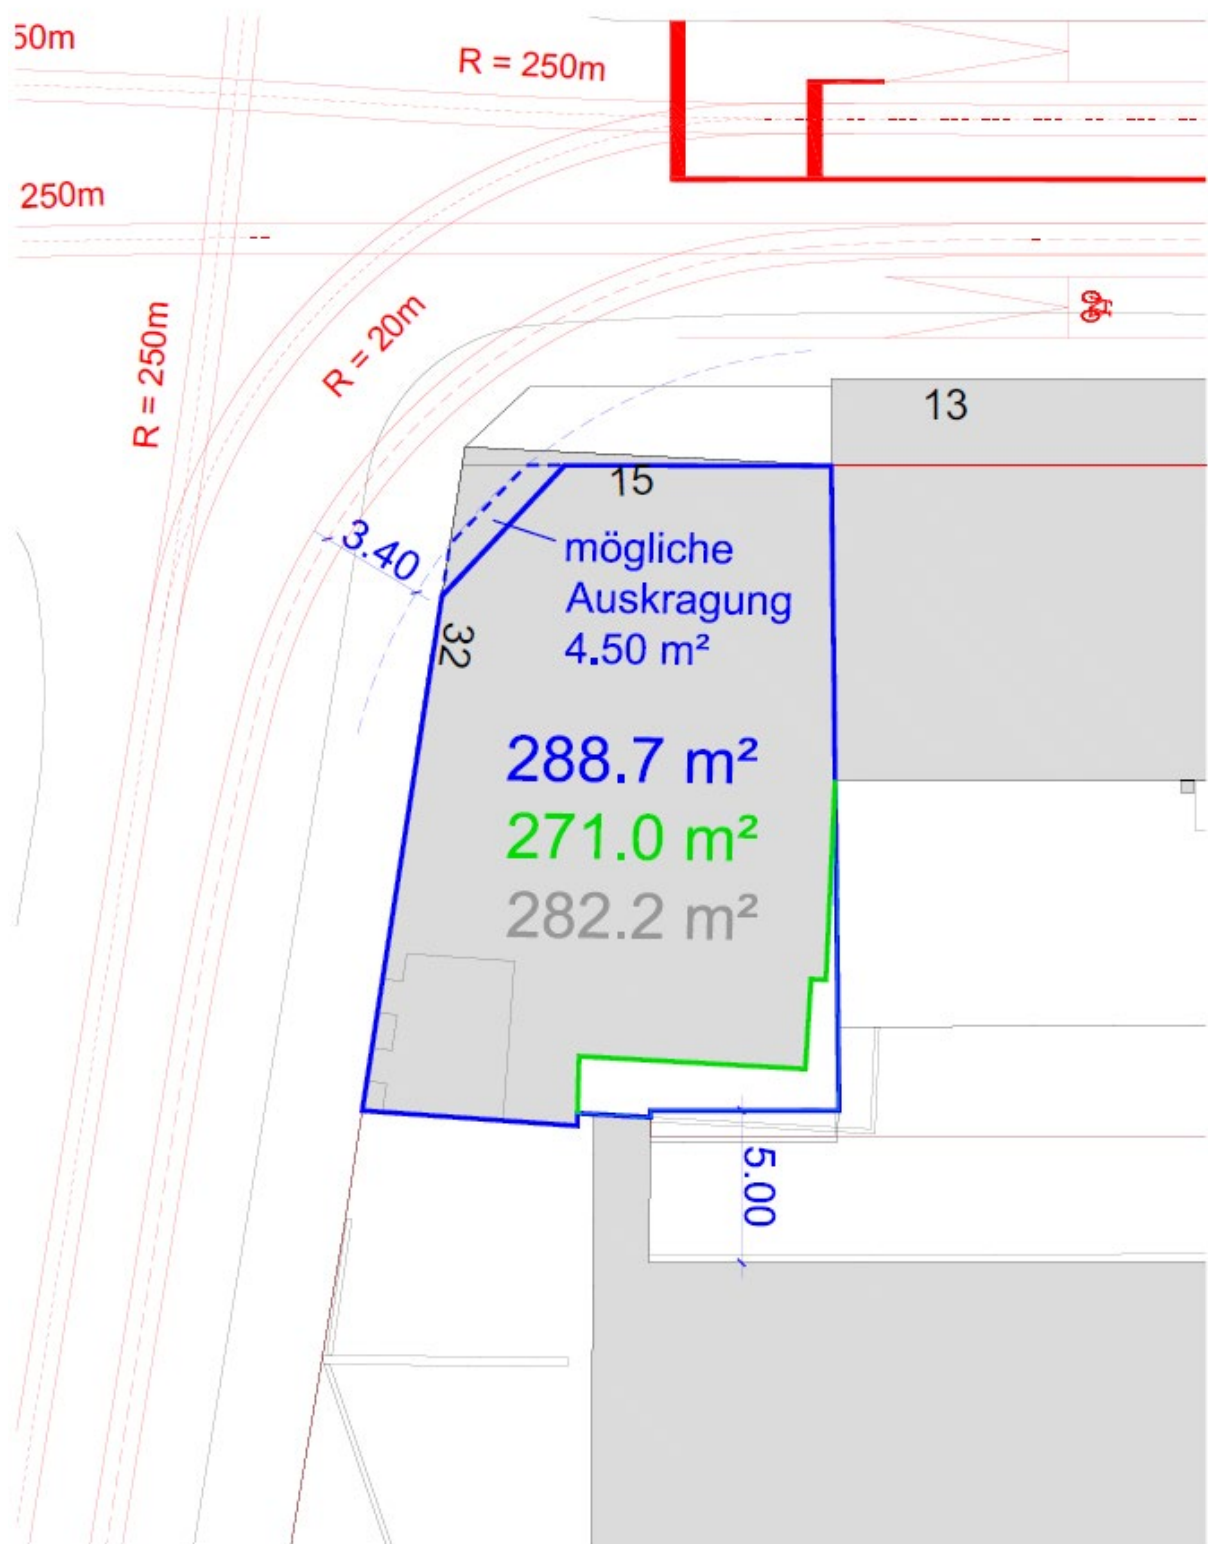 50m
R = 250m
250m
R = 250m
R = 20m
13
15
3.40
mögliche
Auskragung
4.50 m²
32
288.7 m²
271.0 m²
282.2 m²
5.00